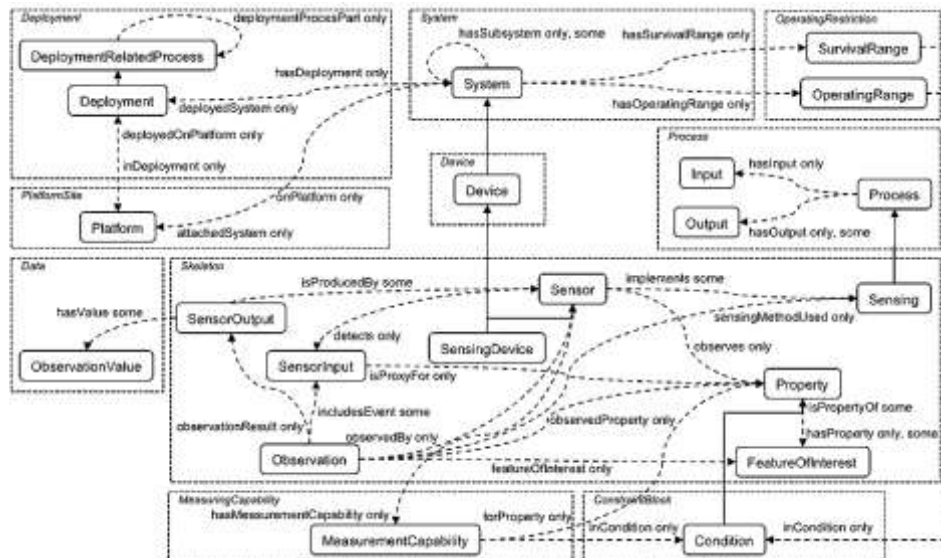 Deployment
deploymentProcesPart only
DeploymentRelatedProcess
Deployment
hasDeployment only
deployedSystem only
deployedOnPlatform only
inDeployment only
System
hasSubsystem only, some
System
hasSurvivalRange only
hasOperatingRange only
OperatingRestriction
SurvivalRange
OperatingRange
Process
Input
hasInput only
Process
Output
hasOutput only, some
Device
Device
PlatformSite
Platform
onPlatform only
attachedSystem only
Data
hasValue some
ObservationValue
Skeleton
isProducedBy some
Sensor
implements some
Sensing
SensorOutput
detects only
SensingDevice
sensingMethodUsed only
SensorInput
isProxyFor only
observes only
Property
includesEvent some
observationResult only
observedBy only
observedProperty only
isPropertyOf some
hasProperty only, some
Observation
featureOfInterest only
FeatureOfInterest
MeasuringCapability
hasMeasurementCapability only
forProperty only
MeasurementCapability
ConstraintBlock
inCondition only
Condition
inCondition only